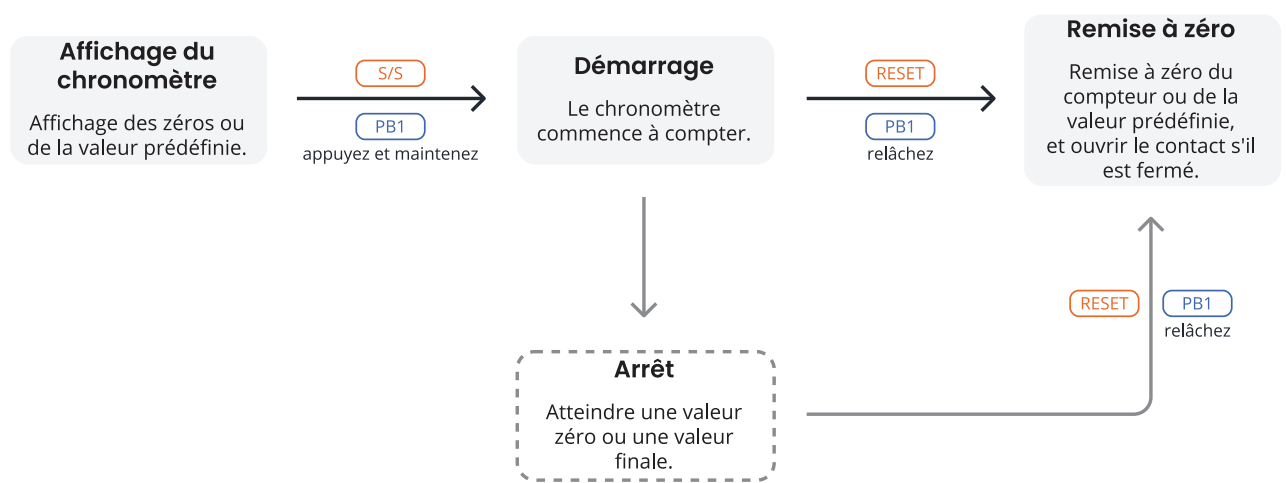 Affichage du
chronomètre
Affichage des zéros ou
de la valeur prédéfinie.
S/S
PB1
appuyez et maintenez
Démarrage
Le chronomètre
commence à compter.
RESET
PB1
relâchez
Remise à zéro
Remise à zéro du
compteur ou de la
valeur prédéfinie,
et ouvrir le contact s'il
est fermé.
RESET
PB1
relâchez
Arrêt
Atteindre une valeur
zéro ou une valeur
finale.